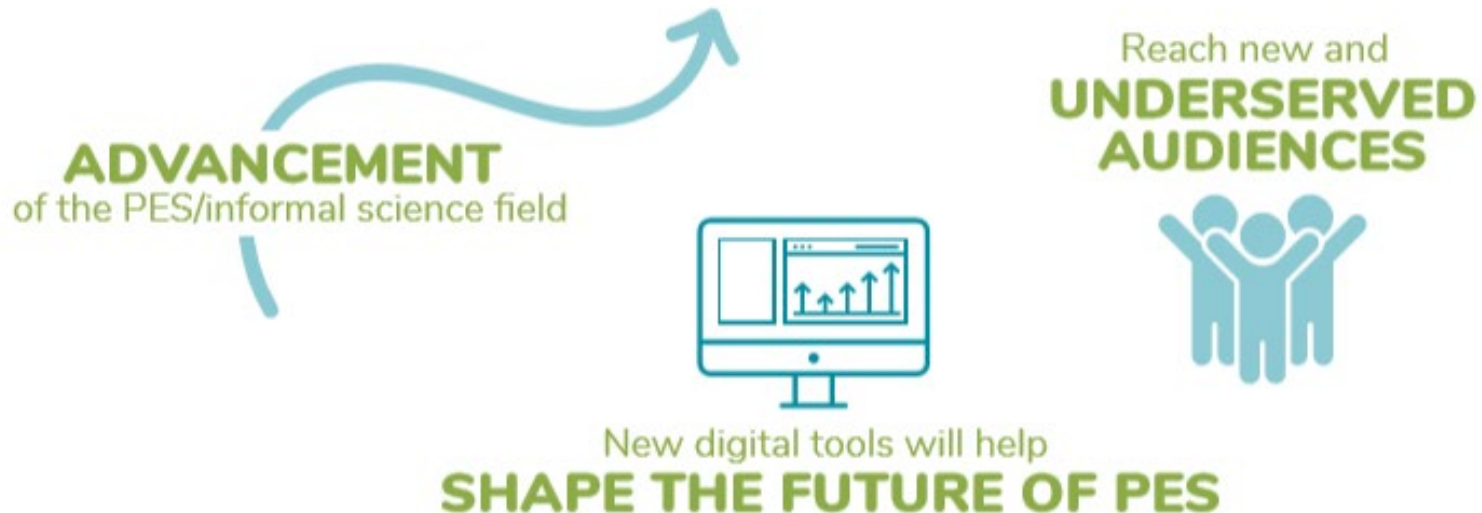 ADVANCEMENT
of the PES/informal science field
Reach new and
UNDERSERVED
AUDIENCES
New digital tools will help
SHAPE THE FUTURE OF PES